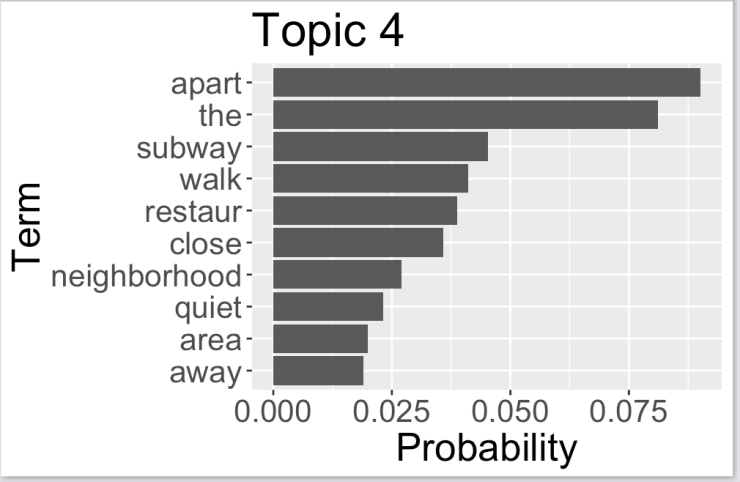 Topic 4
Term
apart
the
subway
walk
restaur
close
neighborhood
quiet
area
away
0.000 0.025 0.050 0.075
Probability